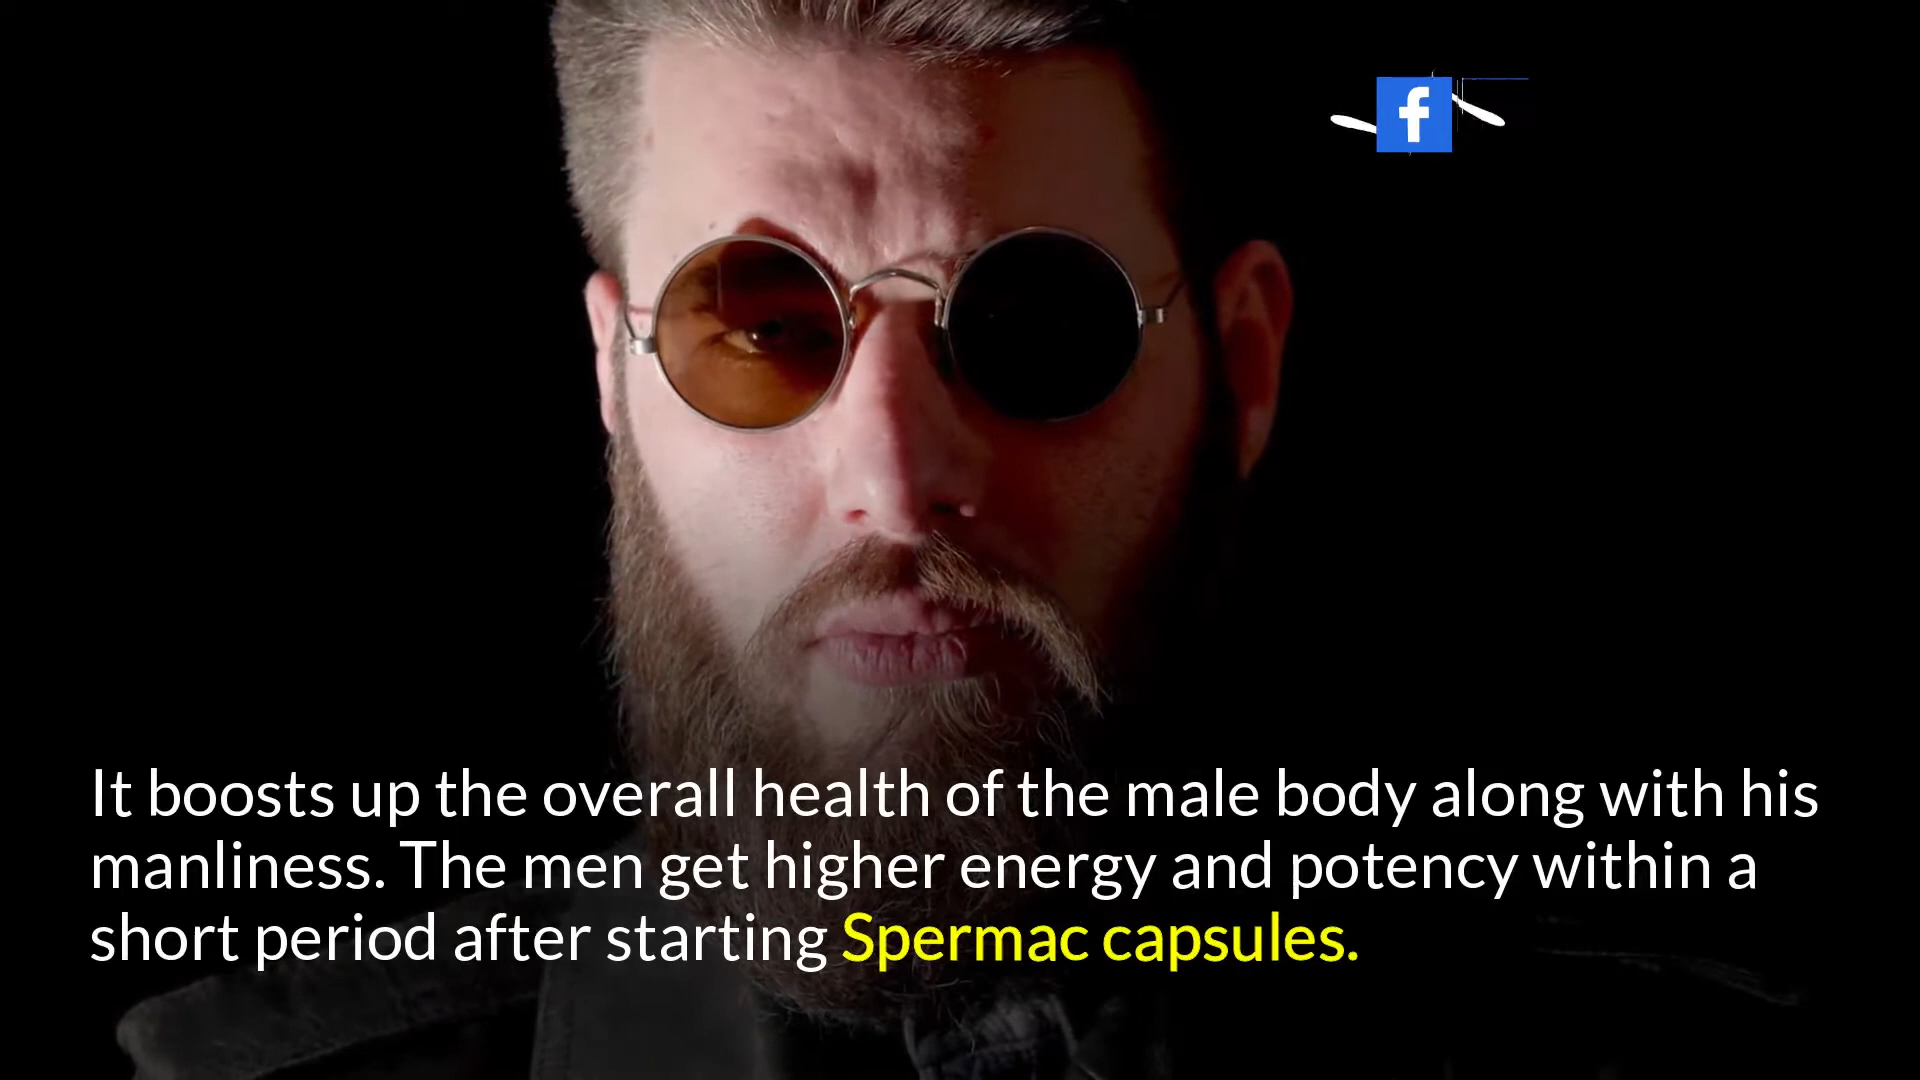 f
It boosts up the overall health of the male body along with his
manliness. The men get higher energy and potency within a
short period after starting Spermac capsules.